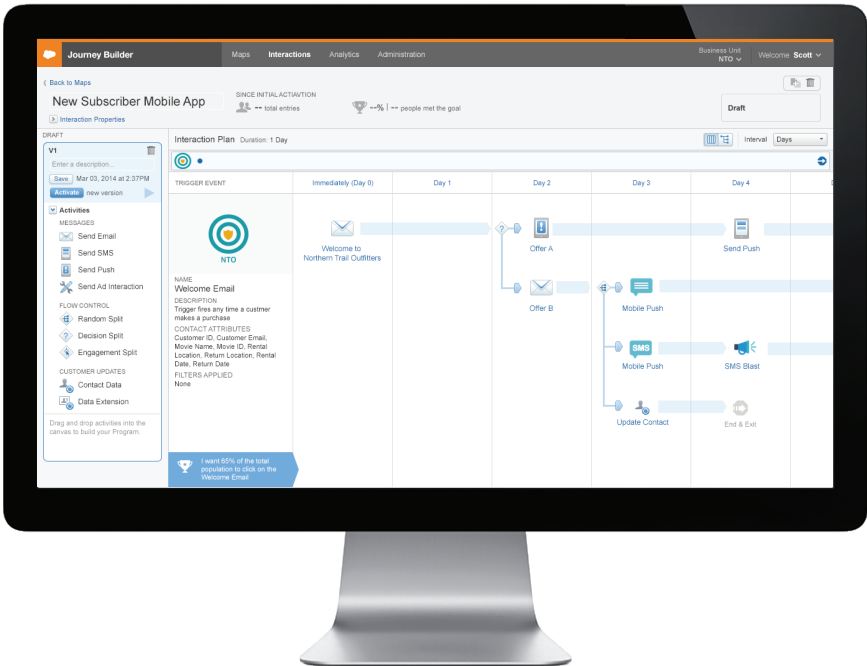 Journey Builder
Maps Interactions Analytics Administration
Business Unit
NTO
Welcome Scott
Back to Maps
New Subscriber Mobile App
Interaction Properties
SINCE INITIAL ACTIAVTION
-- total entries
--% | -- people met the goal
Draft
DRAFT
V1
Enter a description...
Save Mar 03, 2014 at 2:37PM
Activate new version
Activities
MESSAGES
Send Email
Send SMS
Send Push
Send Ad Interaction
FLOW CONTROL
Random Split
Decision Split
Engagement Split
CUSTOMER UPDATES
Contact Data
Data Extension
Drag and drop activities into the
canvas to build your Program.
Interaction Plan Duration: 1 Day
Interval Days
TRIGGER EVENT Immediately (Day 0) Day 1 Day 2 Day 3 Day 4
NTO
NAME
Welcome Email
DESCRIPTION
Trigger fires any time a custmer
makes a purchase
CONTACT ATTRIBUTES
Customer ID, Customer Email,
Movie Name, Movie ID, Rental
Location, Return Location, Rental
Date, Return Date
FILTERS APPLIED
None
I want 65% of the total
population to click on the
Welcome Email
Welcome to
Northern Trail Outfitters
?
Offer A
Send Push
Offer B
Mobile Push
SMS
Mobile Push
SMS Blast
Update Contact
End & Exit